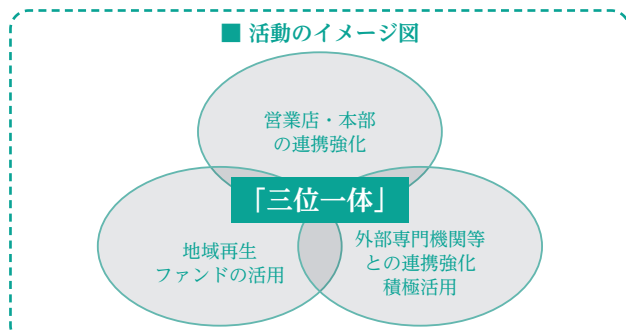 ■ 活動のイメージ図
営業店・本部
の連携強化
「三位一体」
地域再生
ファンドの活用
外部専門機関等
との連携強化
積極活用